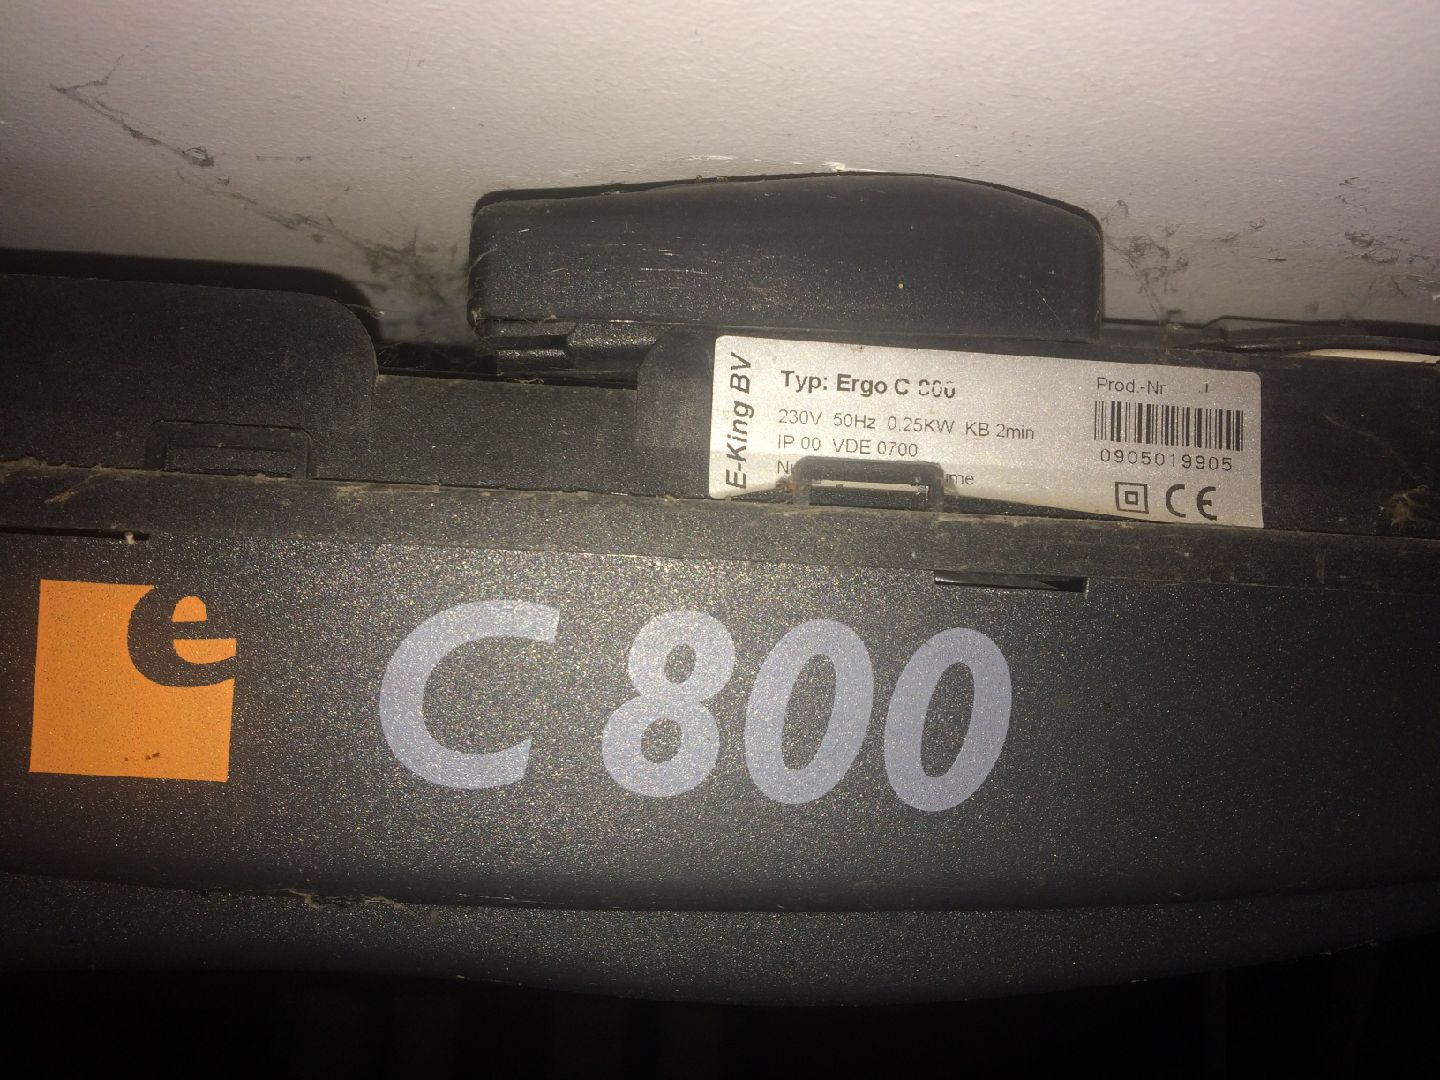 E-King BV
Typ: Ergo C 800
230V 50Hz 0,25KW KB 2min
IP 00 VDE 0700
Prod.-Nr
0905019905
CE
e
C 800